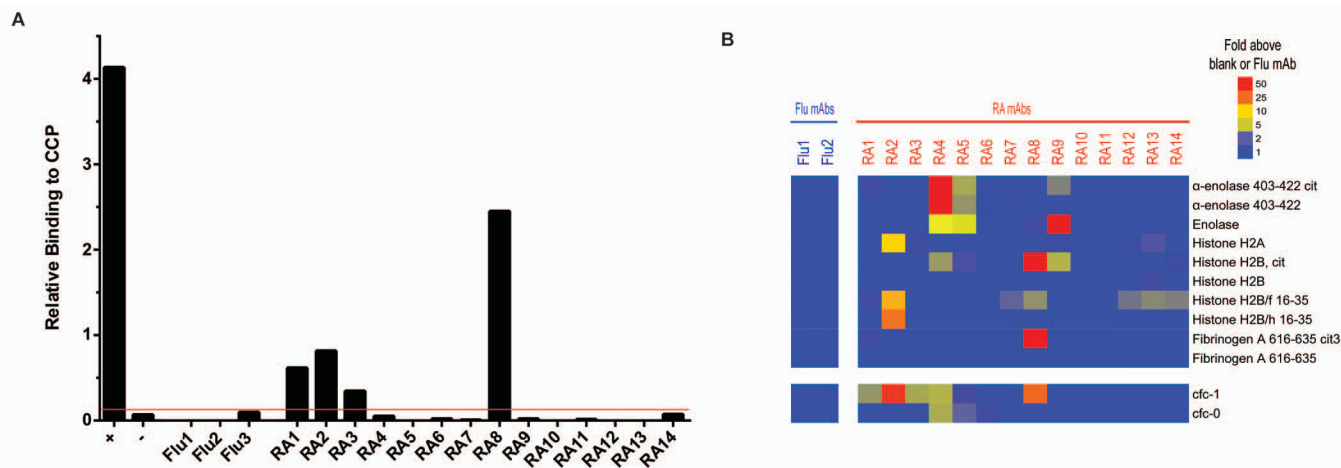 A
Relative Binding to CCP
4
3
2
1
0
+
-
Flu1
Flu2
Flu3
RA1
RA2
RA3
RA4
RA5
RA6
RA7
RA8
RA9
RA10
RA11
RA12
RA13
RA14
B
Fold above
blank or Flu mAb
50
25
10
5
2
1
Flu mAbs
RA mAbs
Flu1
Flu2
RA1
RA2
RA3
RA4
RA5
RA6
RA7
RA8
RA9
RA10
RA11
RA12
RA13
RA14
α-enolase 403-422 cit
α-enolase 403-422
Enolase
Histone H2A
Histone H2B, cit
Histone H2B
Histone H2B/f 16-35
Histone H2B/h 16-35
Fibrinogen A 616-635 cit3
Fibrinogen A 616-635
cfc-1
cfc-0